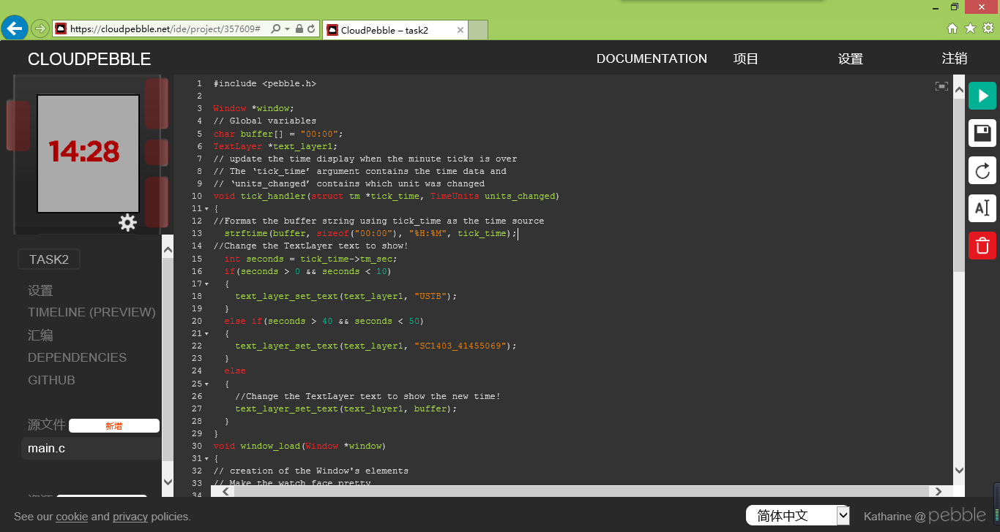 https://cloudpebble.net/ide/project/357609#
CloudPebble – task2
CLOUDPEBBLE
DOCUMENTATION
项目
设置
注销
14:28
TASK2
设置
TIMELINE (PREVIEW)
汇编
DEPENDENCIES
GITHUB
源文件 新增
main.c
1 #include <pebble.h>
2
3 Window *window;
4 // Global variables
5 char buffer[] = "00:00";
6 TextLayer *text_layer1;
7 // update the time display when the minute ticks is over
8 // The ‘tick_time’ argument contains the time data and
9 // ‘units_changed’ contains which unit was changed
10 void tick_handler(struct tm *tick_time, TimeUnits units_changed)
11 {
12 //Format the buffer string using tick_time as the time source
13 strftime(buffer, sizeof("00:00"), "%H:%M", tick_time);
14 //Change the TextLayer text to show!
15 int seconds = tick_time->tm_sec;
16 if(seconds > 0 && seconds < 10)
17 {
18 text_layer_set_text(text_layer1, "USTB");
19 }
20 else if(seconds > 40 && seconds < 50)
21 {
22 text_layer_set_text(text_layer1, "SC1403_41455069");
23 }
24 else
25 {
26 //Change the TextLayer text to show the new time!
27 text_layer_set_text(text_layer1, buffer);
28 }
29 }
30 void window_load(Window *window)
31 {
32 // creation of the Window's elements
33 // Make the watch face pretty
34
AI
See our cookie and privacy policies.
简体中文
Katharine @ pebble